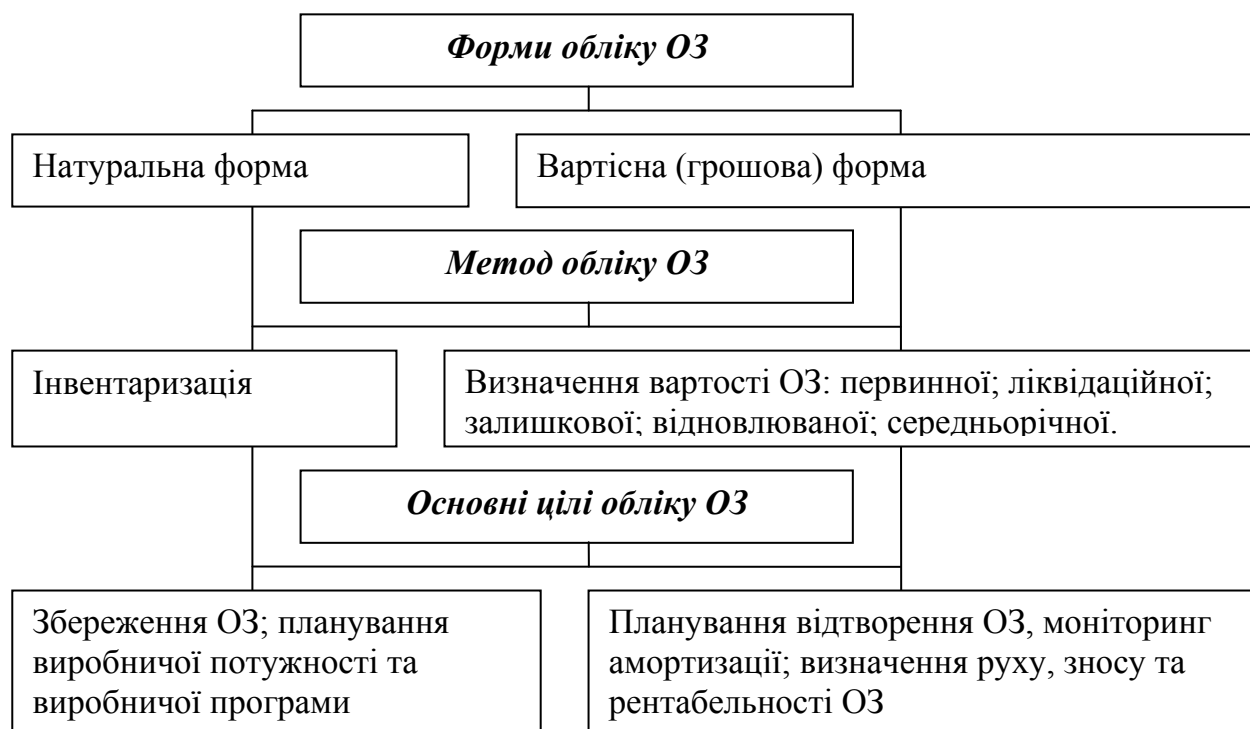 Форми обліку ОЗ
Натуральна форма
Вартісна (грошова) форма
Метод обліку ОЗ
Інвентаризація
Визначення вартості ОЗ: первинної; ліквідаційної;
залишкової; відновлюваної; середньорічної.
Основні цілі обліку ОЗ
Збереження ОЗ; планування
виробничої потужності та
виробничої програми
Планування відтворення ОЗ, моніторинг
амортизації; визначення руху, зносу та
рентабельності ОЗ